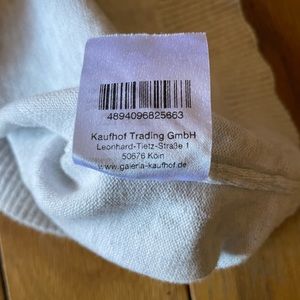 4894096825663
Kaufhof Trading GmbH
Leonhard-Tietz-Straße 1
50676 Köln
www.galeria-kaufhof.de